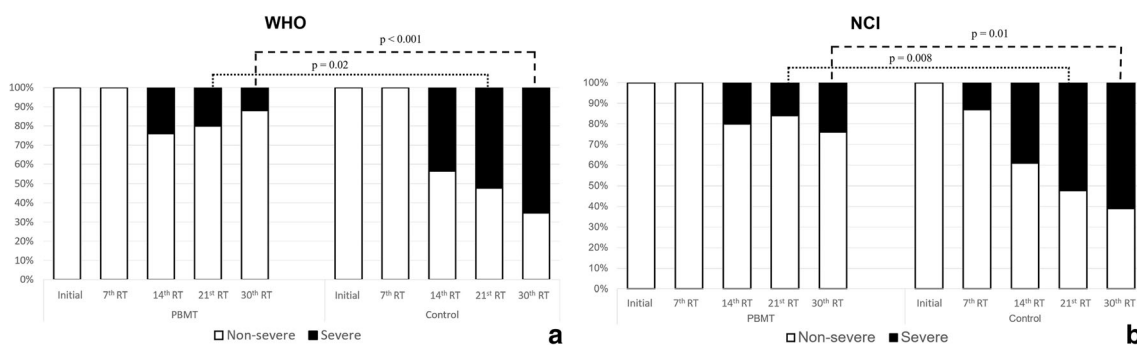 WHO
p < 0.001
p = 0.02
100%
90%
80%
70%
60%
50%
40%
30%
20%
10%
0%
Initial 7th RT 14th RT 21st RT 30th RT Initial 7th RT 14th RT 21st RT 30th RT
PBMT Control
Non-severe Severe
a
NCI
p = 0.01
p = 0.008
100%
90%
80%
70%
60%
50%
40%
30%
20%
10%
0%
Initial 7th RT 14th RT 21st RT 30th RT Initial 7th RT 14th RT 21st RT 30th RT
PBMT Control
Non-severe Severe
b